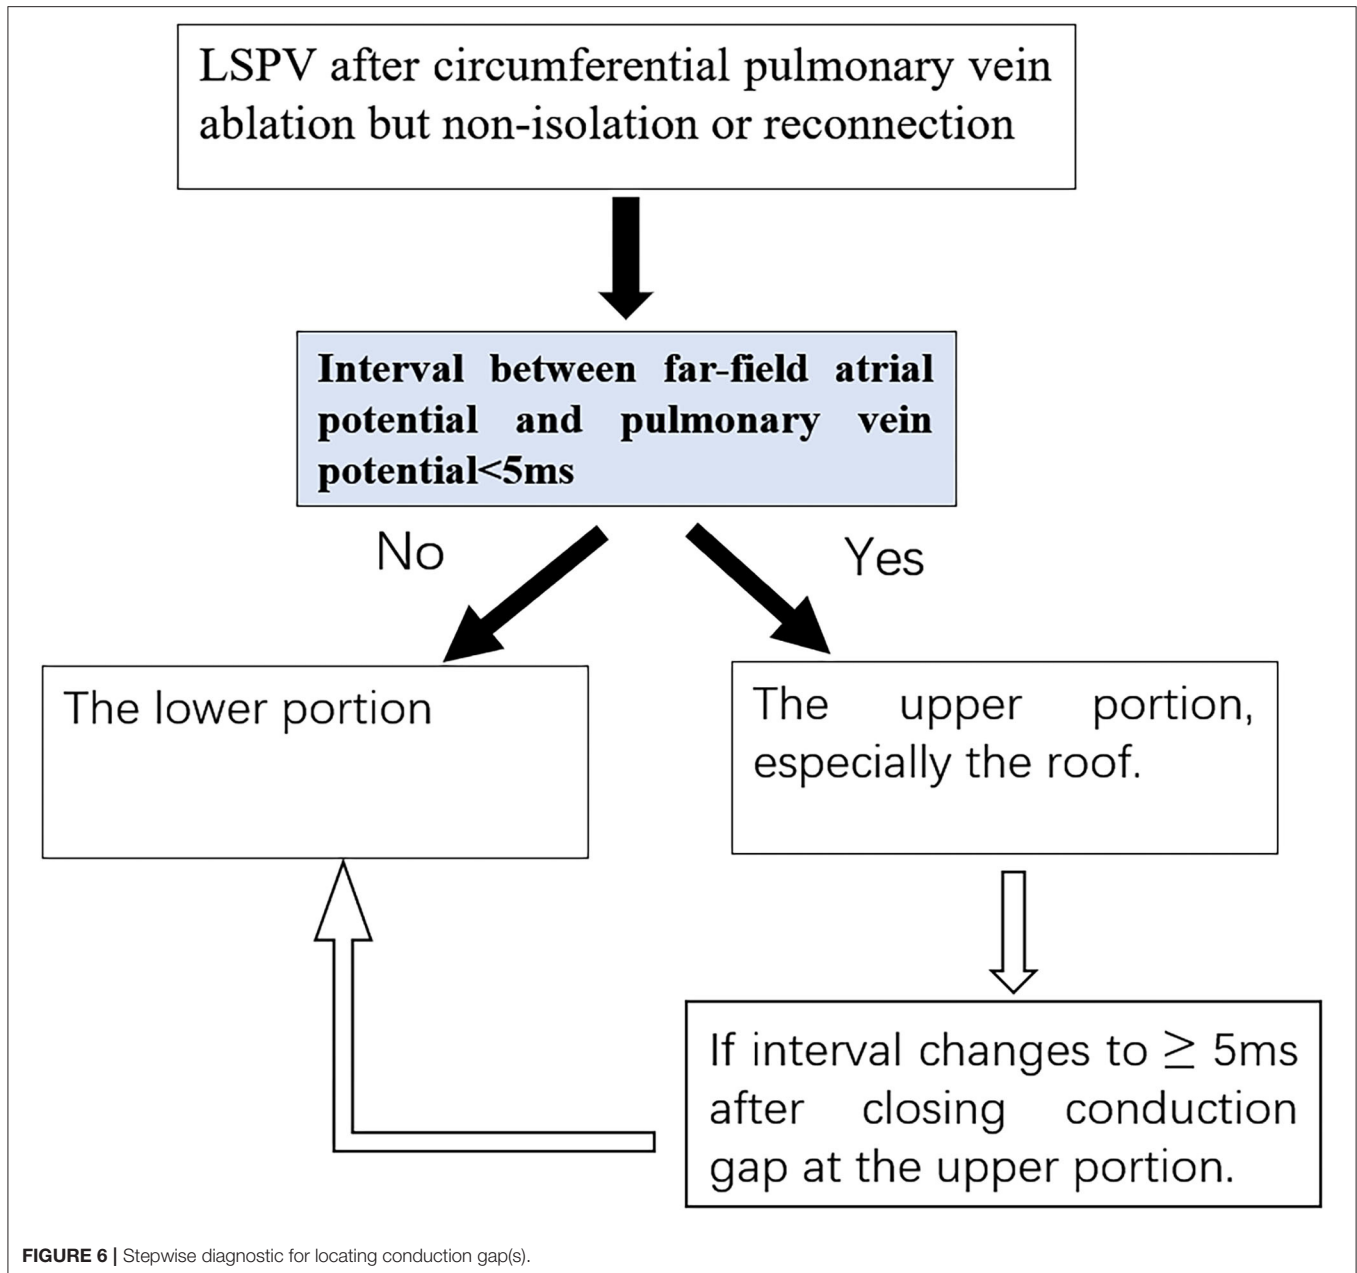 LSPV after circumferential pulmonary vein
ablation but non-isolation or reconnection
Interval between far-field atrial
potential and pulmonary vein
potential<5ms
No
Yes
The lower portion
The upper portion,
especially the roof.
If interval changes to ≥ 5ms
after closing conduction
gap at the upper portion.
FIGURE 6 | Stepwise diagnostic for locating conduction gap(s).